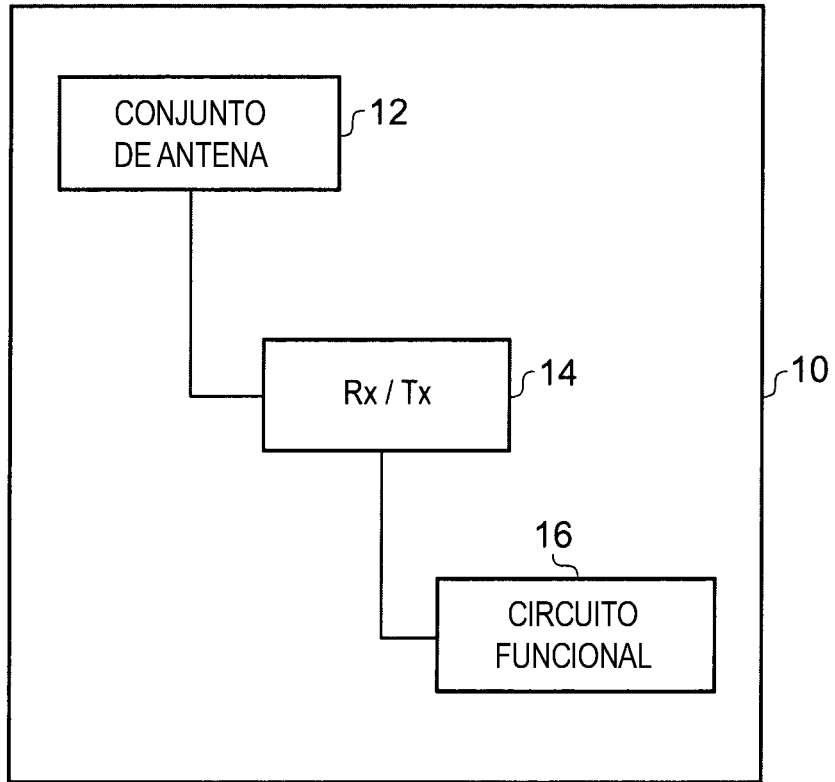 CONJUNTO
DE ANTENA
12
Rx / Tx
14
10
16
CIRCUITO
FUNCIONAL